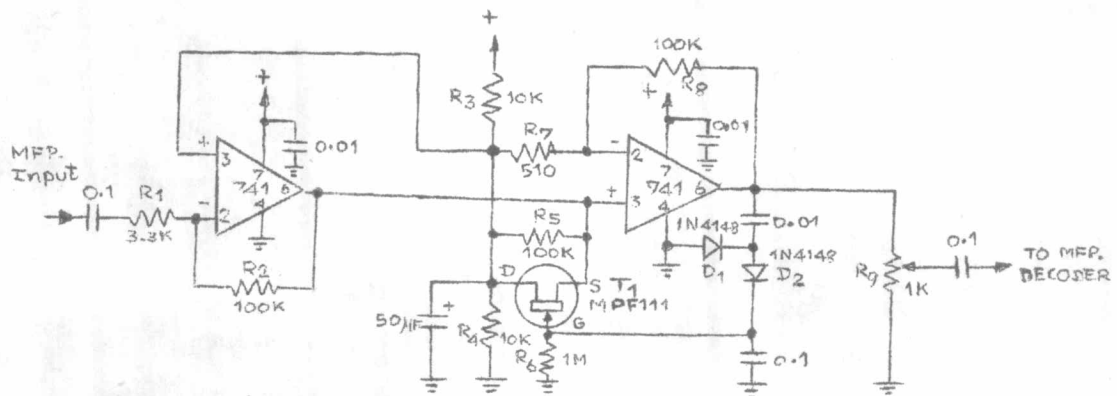 MFP.
Input
0.1
R1
3.3K
+
3
-
2
741
7
6
4
+
0.01
R2
100K
+
R3
10K
R7
510
100K
R8
+
0.01
-
2
+
3
741
7
6
4
R5
100K
D
S
G
T1
MPF111
+
50µF
R4
10K
R6
1M
1N4148
D1
0.01
1N4148
D2
0.1
R9
1K
0.1
TO MFP.
DECODER